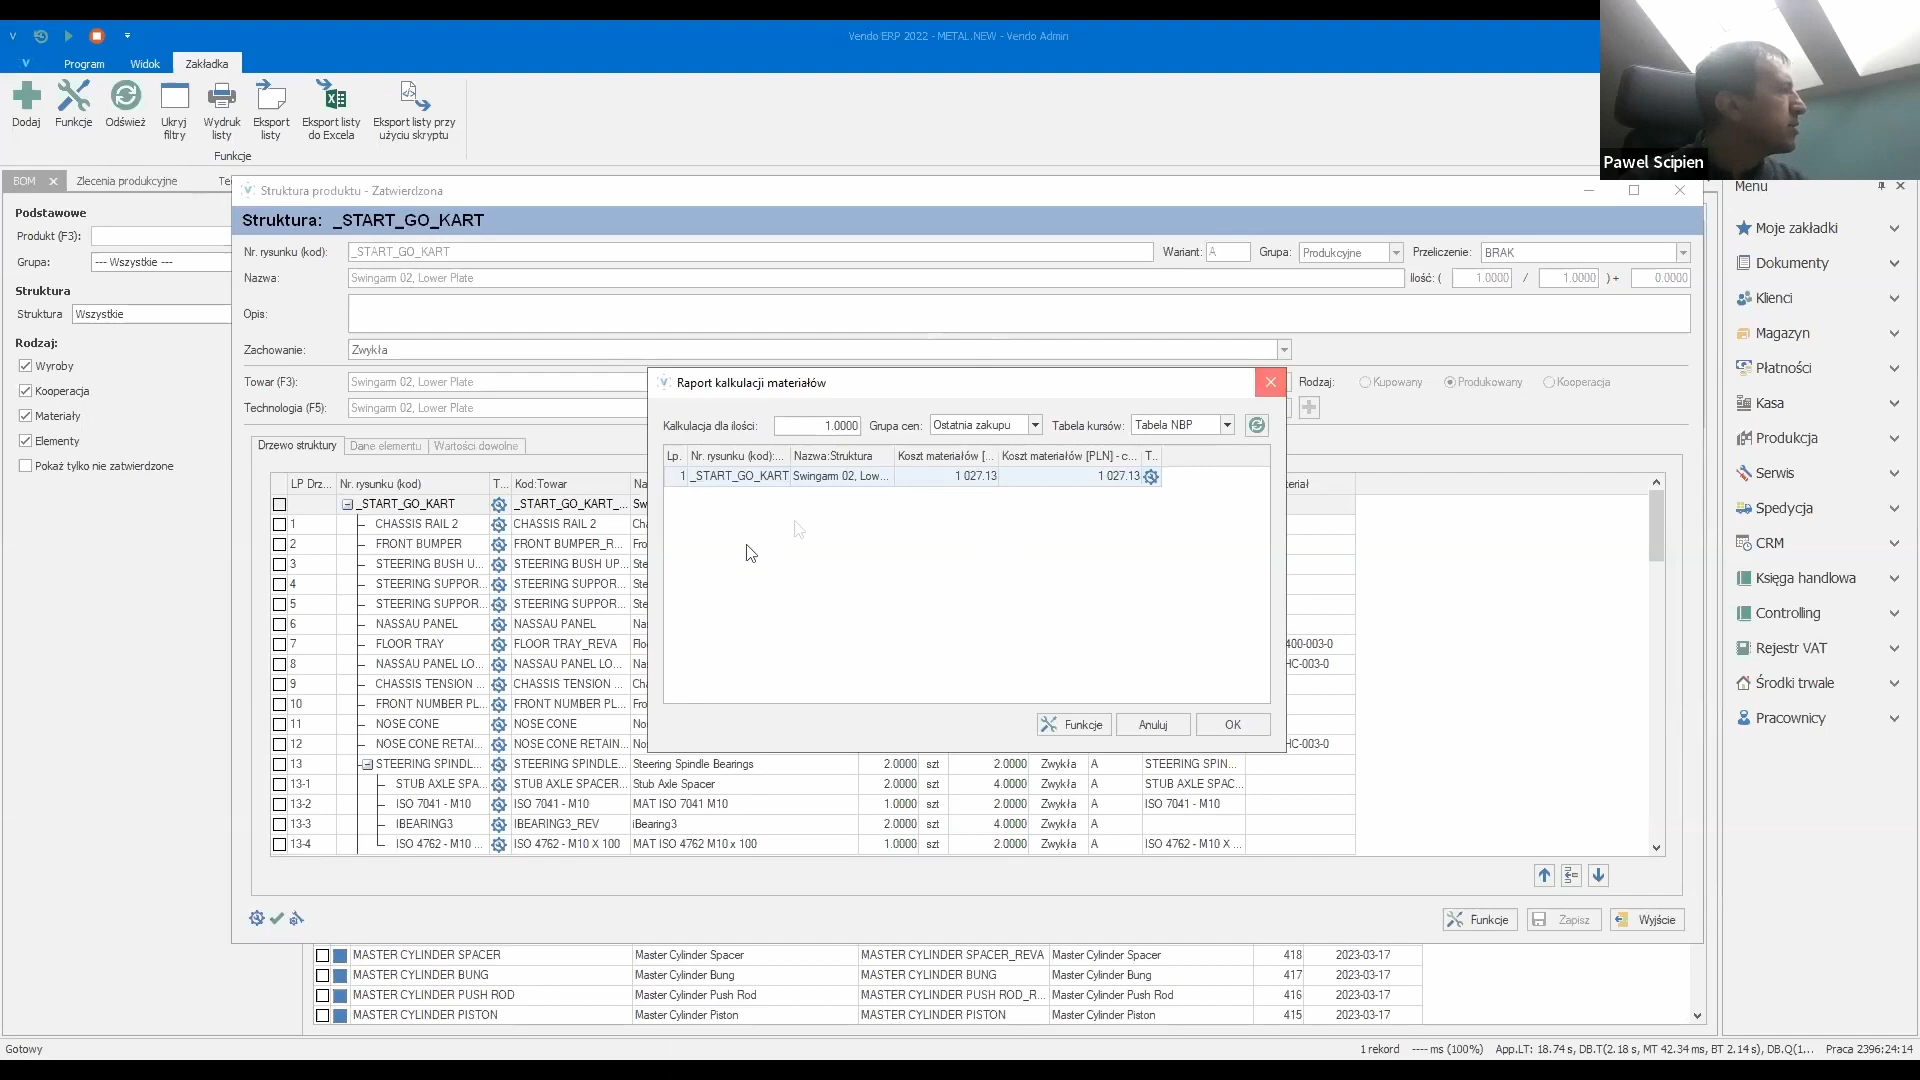 Vendo ERP 2022 - METAL.NEW - Vendo Admin
Program Widok Zakładka
Dodaj Funkcje Odśwież Ukryj filtry Wydruk listy Eksport listy Eksport listy do Excela Eksport listy przy użyciu skryptu
Funkcje
Pawel Scipien
BOM Zlecenia produkcyjne
Podstawowe
Produkt (F3):
Grupa: --- Wszystkie ---
Struktura
Struktura Wszystkie
Rodzaj:
Wyroby
Kooperacja
Materiały
Elementy
Pokaż tylko nie zatwierdzone
Struktura produktu - Zatwierdzona
Struktura: _START_GO_KART
Nr. rysunku (kod): _START_GO_KART Wariant: A Grupa: Produkcyjne Przeliczenie: BRAK
Nazwa: Swingarm 02, Lower Plate Ilość: ( 1.0000 / 1.0000 ) + 0.0000
Opis:
Zachowanie: Zwykła
Towar (F3): Swingarm 02, Lower Plate Rodzaj: Kupowany Produkowany Kooperacja
Technologia (F5): Swingarm 02, Lower Plate
Drzewo struktury Dane elementu Wartości dowolne
LP Drz... Nr. rysunku (kod) T... Kod:Towar
_START_GO_KART _START_GO_KART_...
1 CHASSIS RAIL 2 CHASSIS RAIL 2
2 FRONT BUMPER FRONT BUMPER_R...
3 STEERING BUSH U... STEERING BUSH UP...
4 STEERING SUPPOR... STEERING SUPPOR...
5 STEERING SUPPOR... STEERING SUPPOR...
6 NASSAU PANEL NASSAU PANEL
7 FLOOR TRAY FLOOR TRAY_REVA 400-003-0
8 NASSAU PANEL LO... NASSAU PANEL LO... HC-003-0
9 CHASSIS TENSION ... CHASSIS TENSION ...
10 FRONT NUMBER PL... FRONT NUMBER PL...
11 NOSE CONE NOSE CONE
12 NOSE CONE RETAI... NOSE CONE RETAIN... HC-003-0
13 STEERING SPINDL... STEERING SPINDLE... Steering Spindle Bearings 2.0000 szt 2.0000 Zwykła A STEERING SPIN...
13-1 STUB AXLE SPA... STUB AXLE SPACER... Stub Axle Spacer 2.0000 szt 4.0000 Zwykła A STUB AXLE SPAC...
13-2 ISO 7041 - M10 ISO 7041 - M10 MAT ISO 7041 M10 1.0000 szt 2.0000 Zwykła A ISO 7041 - M10
13-3 IBEARING3 IBEARING3_REV iBearing3 2.0000 szt 4.0000 Zwykła A
13-4 ISO 4762 - M10 ... ISO 4762 - M10 X 100 MAT ISO 4762 M10 x 100 1.0000 szt 2.0000 Zwykła A ISO 4762 - M10 X ...
Raport kalkulacji materiałów
Kalkulacja dla ilości: 1.0000 Grupa cen: Ostatnia zakupu Tabela kursów: Tabela NBP
Lp. Nr. rysunku (kod):... Nazwa:Struktura Koszt materiałów [... Koszt materiałów [PLN] - c... T..
1 _START_GO_KART Swingarm 02, Low... 1 027.13 1 027.13
Funkcje Anuluj OK
Funkcje Zapisz Wyjście
MASTER CYLINDER SPACER Master Cylinder Spacer MASTER CYLINDER SPACER_REVA Master Cylinder Spacer 418 2023-03-17
MASTER CYLINDER BUNG Master Cylinder Bung MASTER CYLINDER BUNG Master Cylinder Bung 417 2023-03-17
MASTER CYLINDER PUSH ROD Master Cylinder Push Rod MASTER CYLINDER PUSH ROD_R... Master Cylinder Push Rod 416 2023-03-17
MASTER CYLINDER PISTON Master Cylinder Piston MASTER CYLINDER PISTON Master Cylinder Piston 415 2023-03-17
Menu
Moje zakładki
Dokumenty
Klienci
Magazyn
Płatności
Kasa
Produkcja
Serwis
Spedycja
CRM
Księga handlowa
Controlling
Rejestr VAT
Środki trwałe
Pracownicy
Gotowy 1 rekord ---- ms (100%) App.LT: 18.74 s, DB.T(2.18 s, MT 42.34 ms, BT 2.14 s), DB.Q(1... Praca 2396:24:14